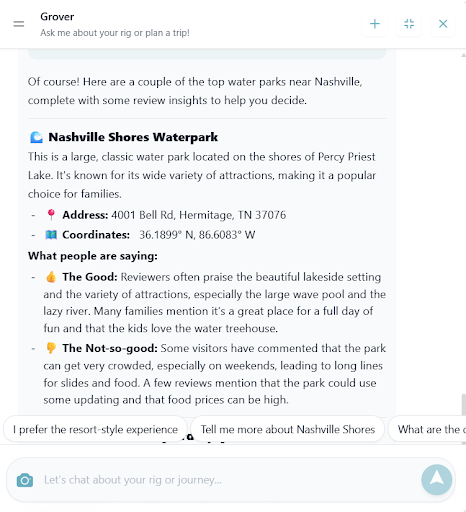 Grover
Ask me about your rig or plan a trip!
Of course! Here are a couple of the top water parks near Nashville,
complete with some review insights to help you decide.
🌊 Nashville Shores Waterpark
This is a large, classic water park located on the shores of Percy Priest
Lake. It's known for its wide variety of attractions, making it a popular
choice for families.
- 📍 Address: 4001 Bell Rd, Hermitage, TN 37076
- 🗺️ Coordinates: 36.1899° N, 86.6083° W
What people are saying:
- 👍 The Good: Reviewers often praise the beautiful lakeside setting
and the variety of attractions, especially the large wave pool and the
lazy river. Many families mention it's a great place for a full day of
fun and that the kids love the water treehouse.
- 👎 The Not-so-good: Some visitors have commented that the park
can get very crowded, especially on weekends, leading to long lines
for slides and food. A few reviews mention that the park could use
some updating and that food prices can be high.
I prefer the resort-style experience
Tell me more about Nashville Shores
What are the
Let's chat about your rig or journey...